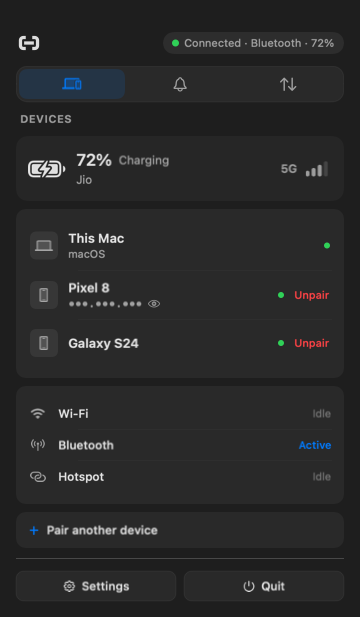 Connected · Bluetooth · 72%
DEVICES
72% Charging
Jio
5G
This Mac
macOS
Pixel 8
•••.•••.•••
Unpair
Galaxy S24
Unpair
Wi-Fi
Idle
Bluetooth
Active
Hotspot
Idle
+ Pair another device
Settings
Quit